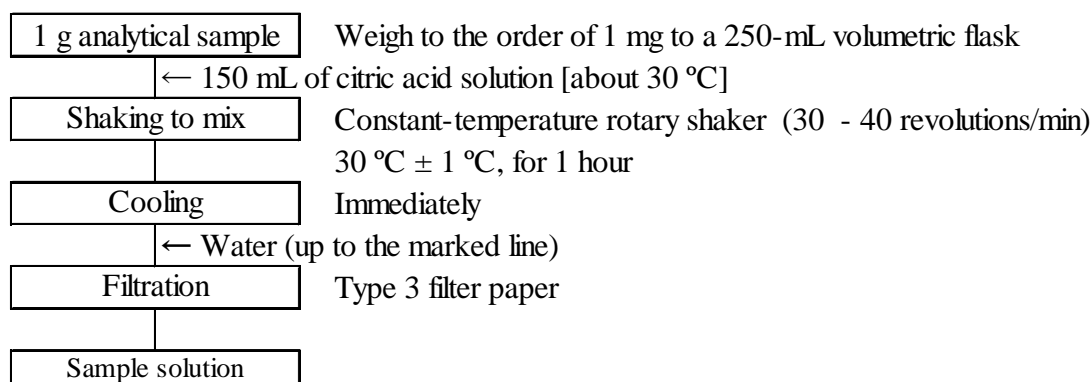 1 g analytical sample Weigh to the order of 1 mg to a 250-mL volumetric flask
← 150 mL of citric acid solution [about 30 ºC]
Shaking to mix Constant-temperature rotary shaker (30 - 40 revolutions/min)
30 ºC ± 1 ºC, for 1 hour
Cooling Immediately
← Water (up to the marked line)
Filtration Type 3 filter paper
Sample solution